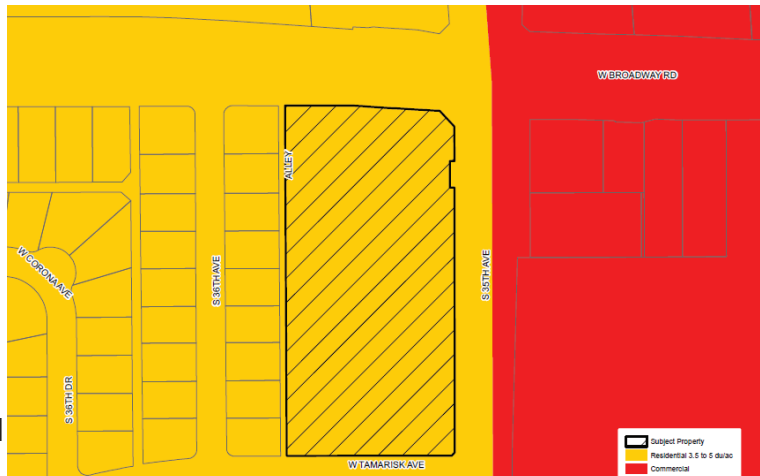 W BROADWAY RD
ALLEY
W CORONA AVE
S 36TH AVE
S 35TH AVE
S 36TH DR
W TAMARISK AVE
Subject Property
Residential 3.5 to 5 du/ac
Commercial